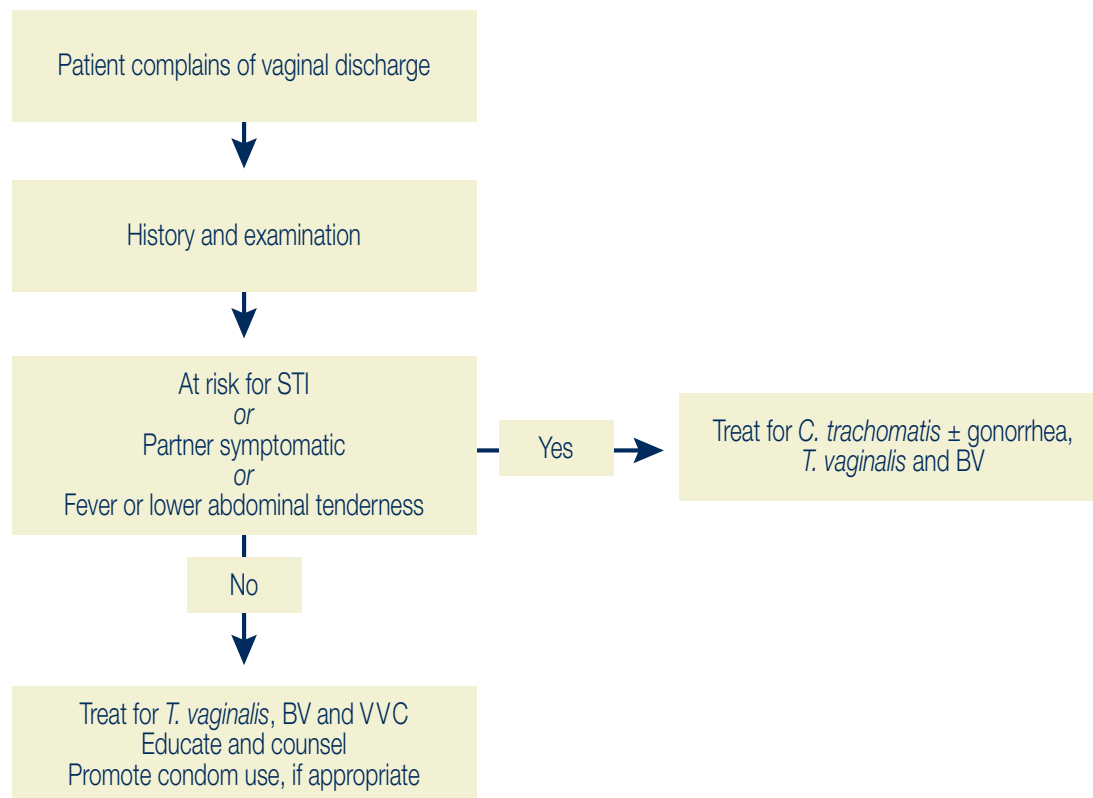 Patient complains of vaginal discharge
History and examination
At risk for STI
or
Partner symptomatic
or
Fever or lower abdominal tenderness
Yes
Treat for C. trachomatis ± gonorrhea,
T. vaginalis and BV
No
Treat for T. vaginalis, BV and VVC
Educate and counsel
Promote condom use, if appropriate